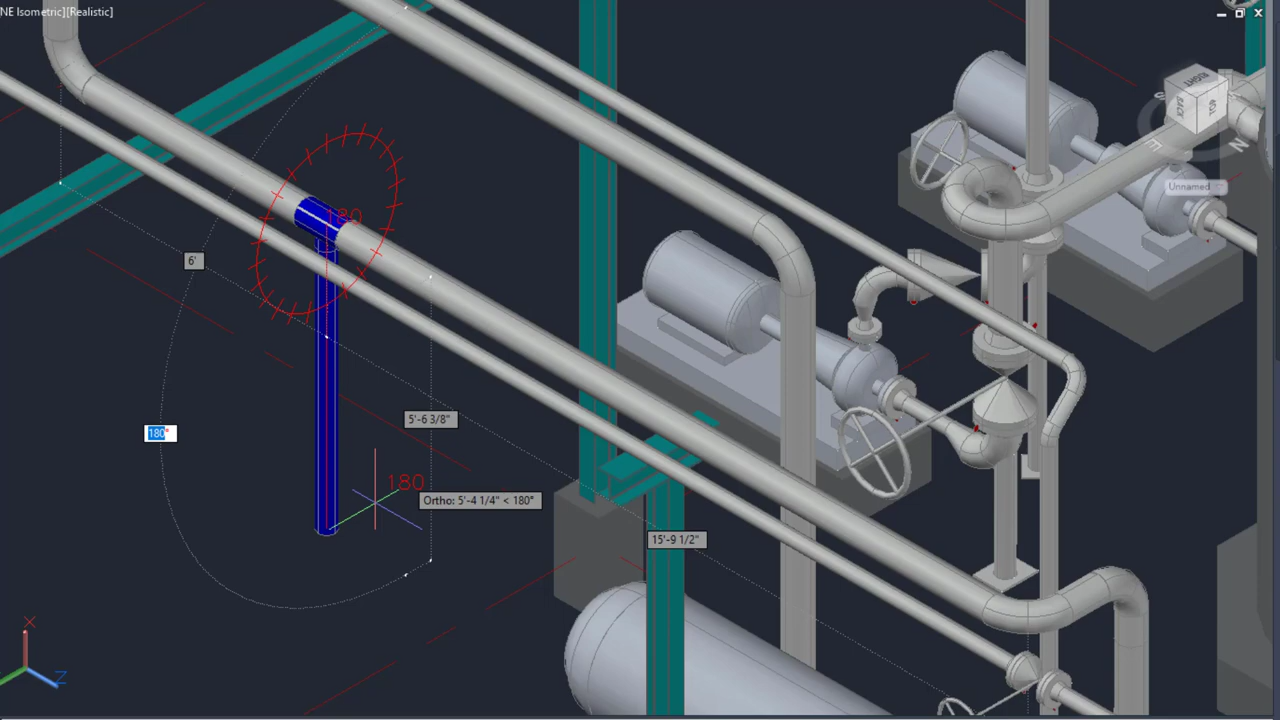 NE Isometric][Realistic]
RIGHT
BACK
TOP
S
E
N
Unnamed
180
6'
5'-6 3/8"
180°
180
Ortho: 5'-4 1/4" < 180°
15'-9 1/2"
X
Z